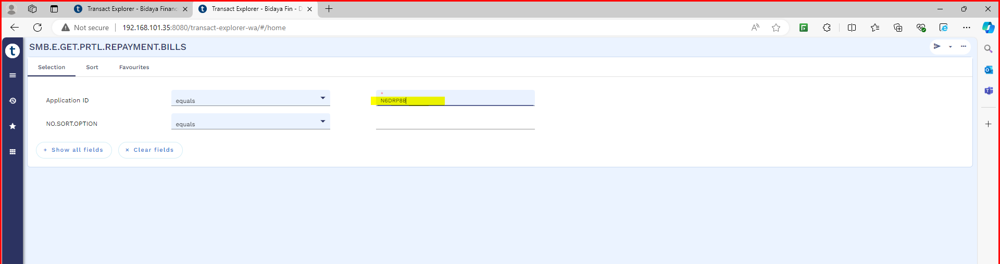 Transact Explorer - Bidaya Financ
Transact Explorer - Bidaya Fin - D
Not secure 192.168.101.35:8080/transact-explorer-wa/#/home
SMB.E.GET.PRTL.REPAYMENT.BILLS
Selection Sort Favourites
Application ID equals * N6DRP8B
NO.SORT.OPTION equals
+ Show all fields × Clear fields